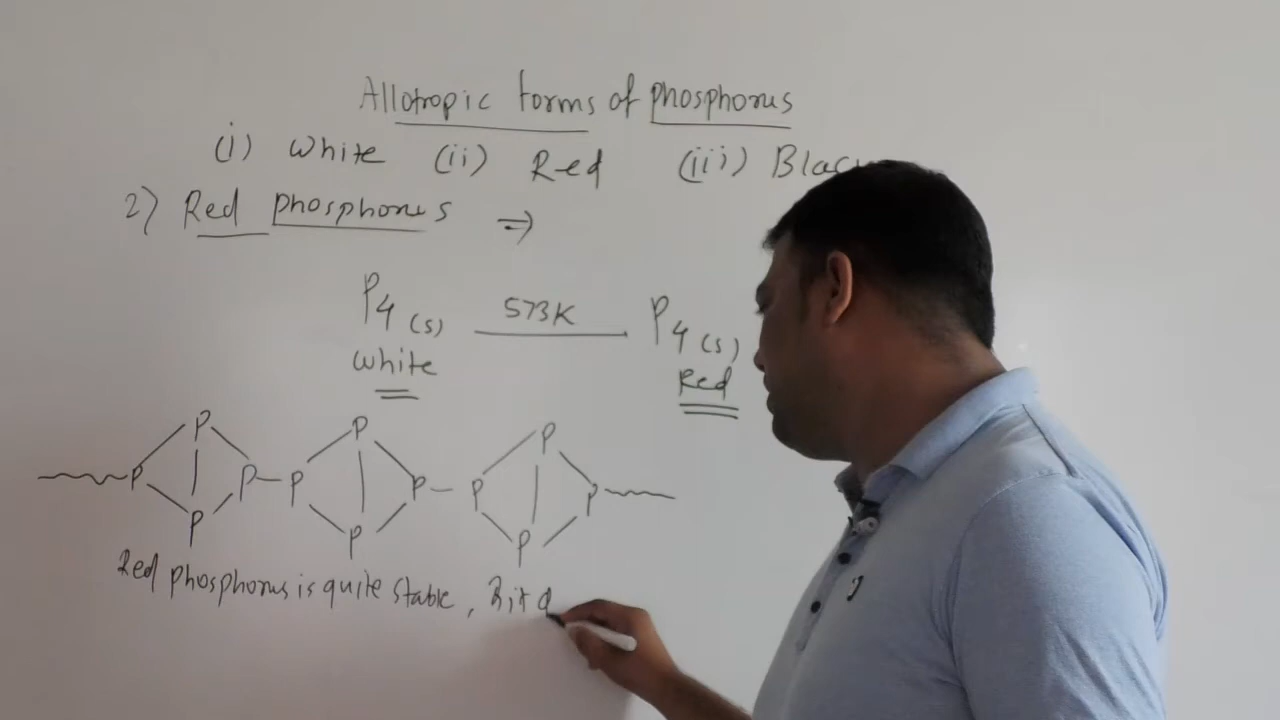 Allotropic forms of phosphorus
(i) White (ii) Red (iii) Blac
2) Red phosphorus ⇒
P4 (s) 573K P4 (s)
White Red
P P P
P P – P P – P P
P P P
Red phosphorus is quite stable,